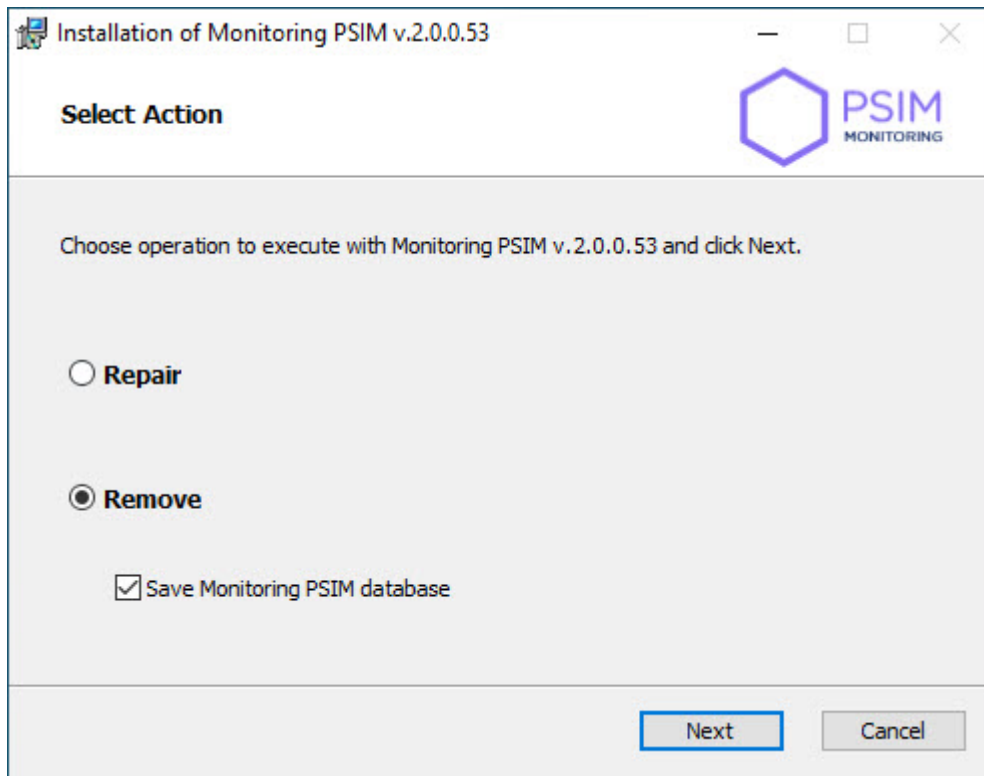 Installation of Monitoring PSIM v.2.0.0.53
Select Action
PSIM
MONITORING
Choose operation to execute with Monitoring PSIM v.2.0.0.53 and click Next.
Repair
Remove
Save Monitoring PSIM database
Next
Cancel